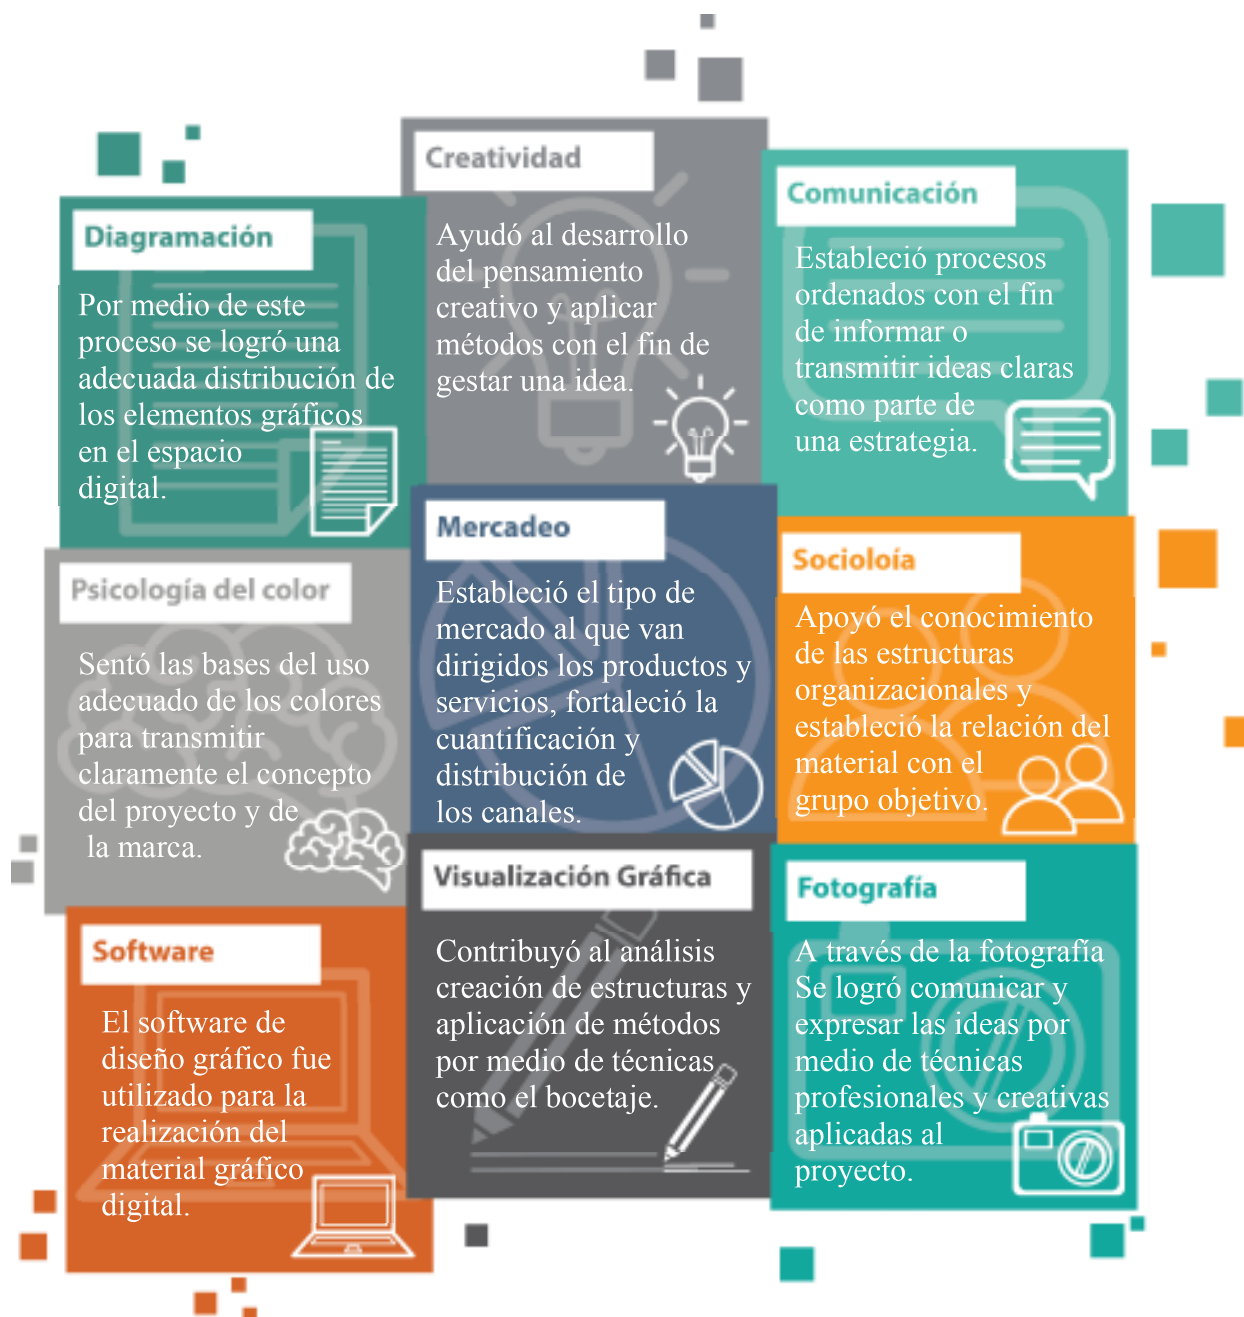 Creatividad
Ayudó al desarrollo
del pensamiento
creativo y aplicar
métodos con el fin de
gestar una idea.
Comunicación
Estableció procesos
ordenados con el fin
de informar o
transmitir ideas claras
como parte de
una estrategia.
Diagramación
Por medio de este
proceso se logró una
adecuada distribución de
los elementos gráficos
en el espacio
digital.
Mercadeo
Estableció el tipo de
mercado al que van
dirigidos los productos y
servicios, fortaleció la
cuantificación y
distribución de
los canales.
Socioloía
Apoyó el conocimiento
de las estructuras
organizacionales y
estableció la relación del
material con el
grupo objetivo.
Psicología del color
Sentó las bases del uso
adecuado de los colores
para transmitir
claramente el concepto
del proyecto y de
la marca.
Visualización Gráfica
Contribuyó al análisis
creación de estructuras y
aplicación de métodos
por medio de técnicas
como el bocetaje.
Fotografía
A través de la fotografía
Se logró comunicar y
expresar las ideas por
medio de técnicas
profesionales y creativas
aplicadas al
proyecto.
Software
El software de
diseño gráfico fue
utilizado para la
realización del
material gráfico
digital.